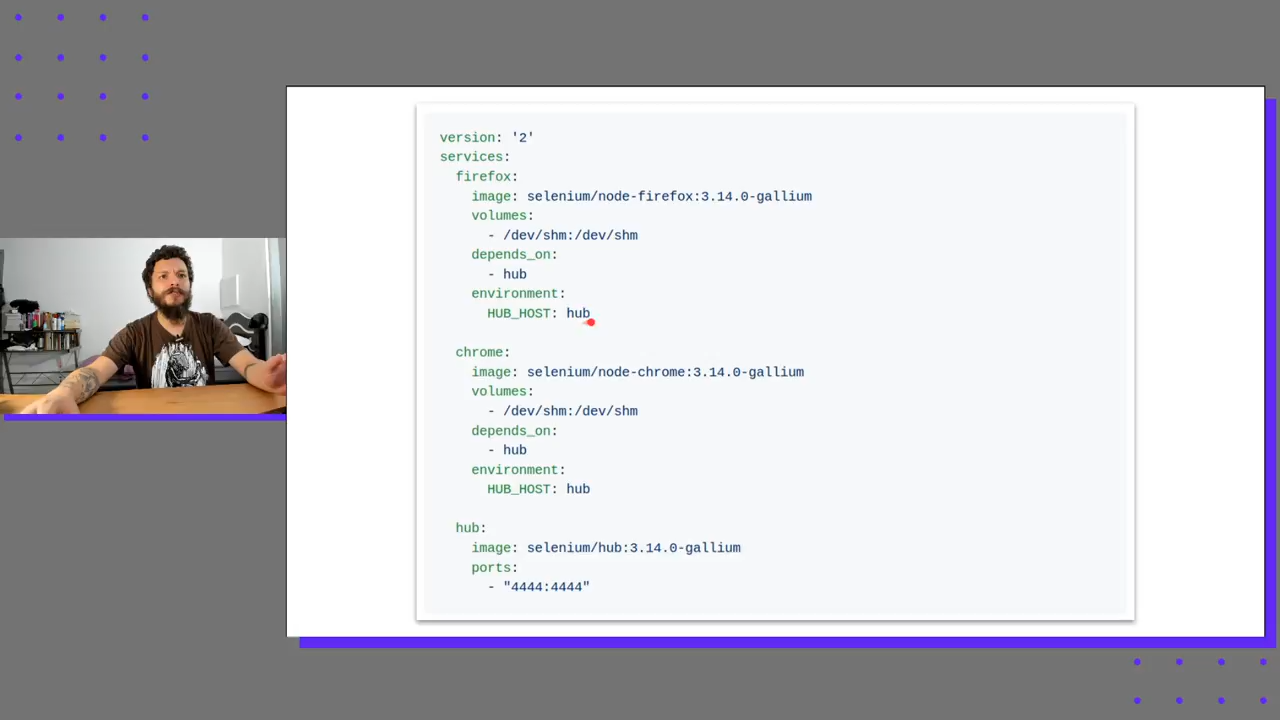 version: '2'
services:
  firefox:
    image: selenium/node-firefox:3.14.0-gallium
    volumes:
      - /dev/shm:/dev/shm
    depends_on:
      - hub
    environment:
      HUB_HOST: hub
  chrome:
    image: selenium/node-chrome:3.14.0-gallium
    volumes:
      - /dev/shm:/dev/shm
    depends_on:
      - hub
    environment:
      HUB_HOST: hub
  hub:
    image: selenium/hub:3.14.0-gallium
    ports:
      - "4444:4444"